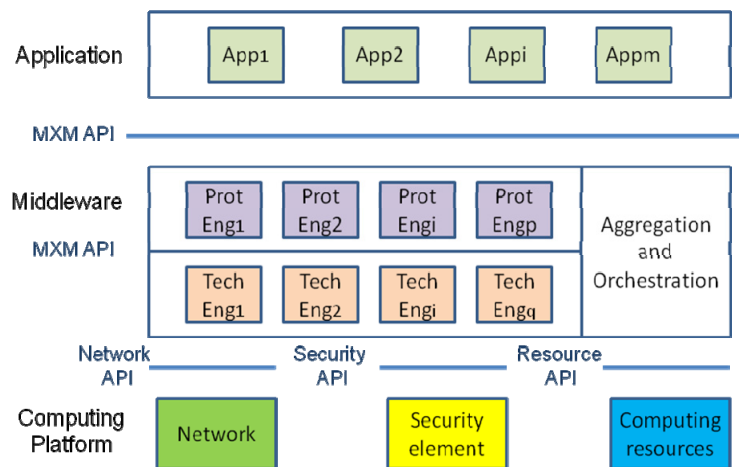 Application
App1
App2
Appi
Appm
MXM API
Middleware
Prot
Eng1
Prot
Eng2
Prot
Engi
Prot
Engp
Aggregation
and
Orchestration
MXM API
Tech
Eng1
Tech
Eng2
Tech
Engi
Tech
Engq
Network
API
Security
API
Resource
API
Computing
Platform
Network
Security
element
Computing
resources